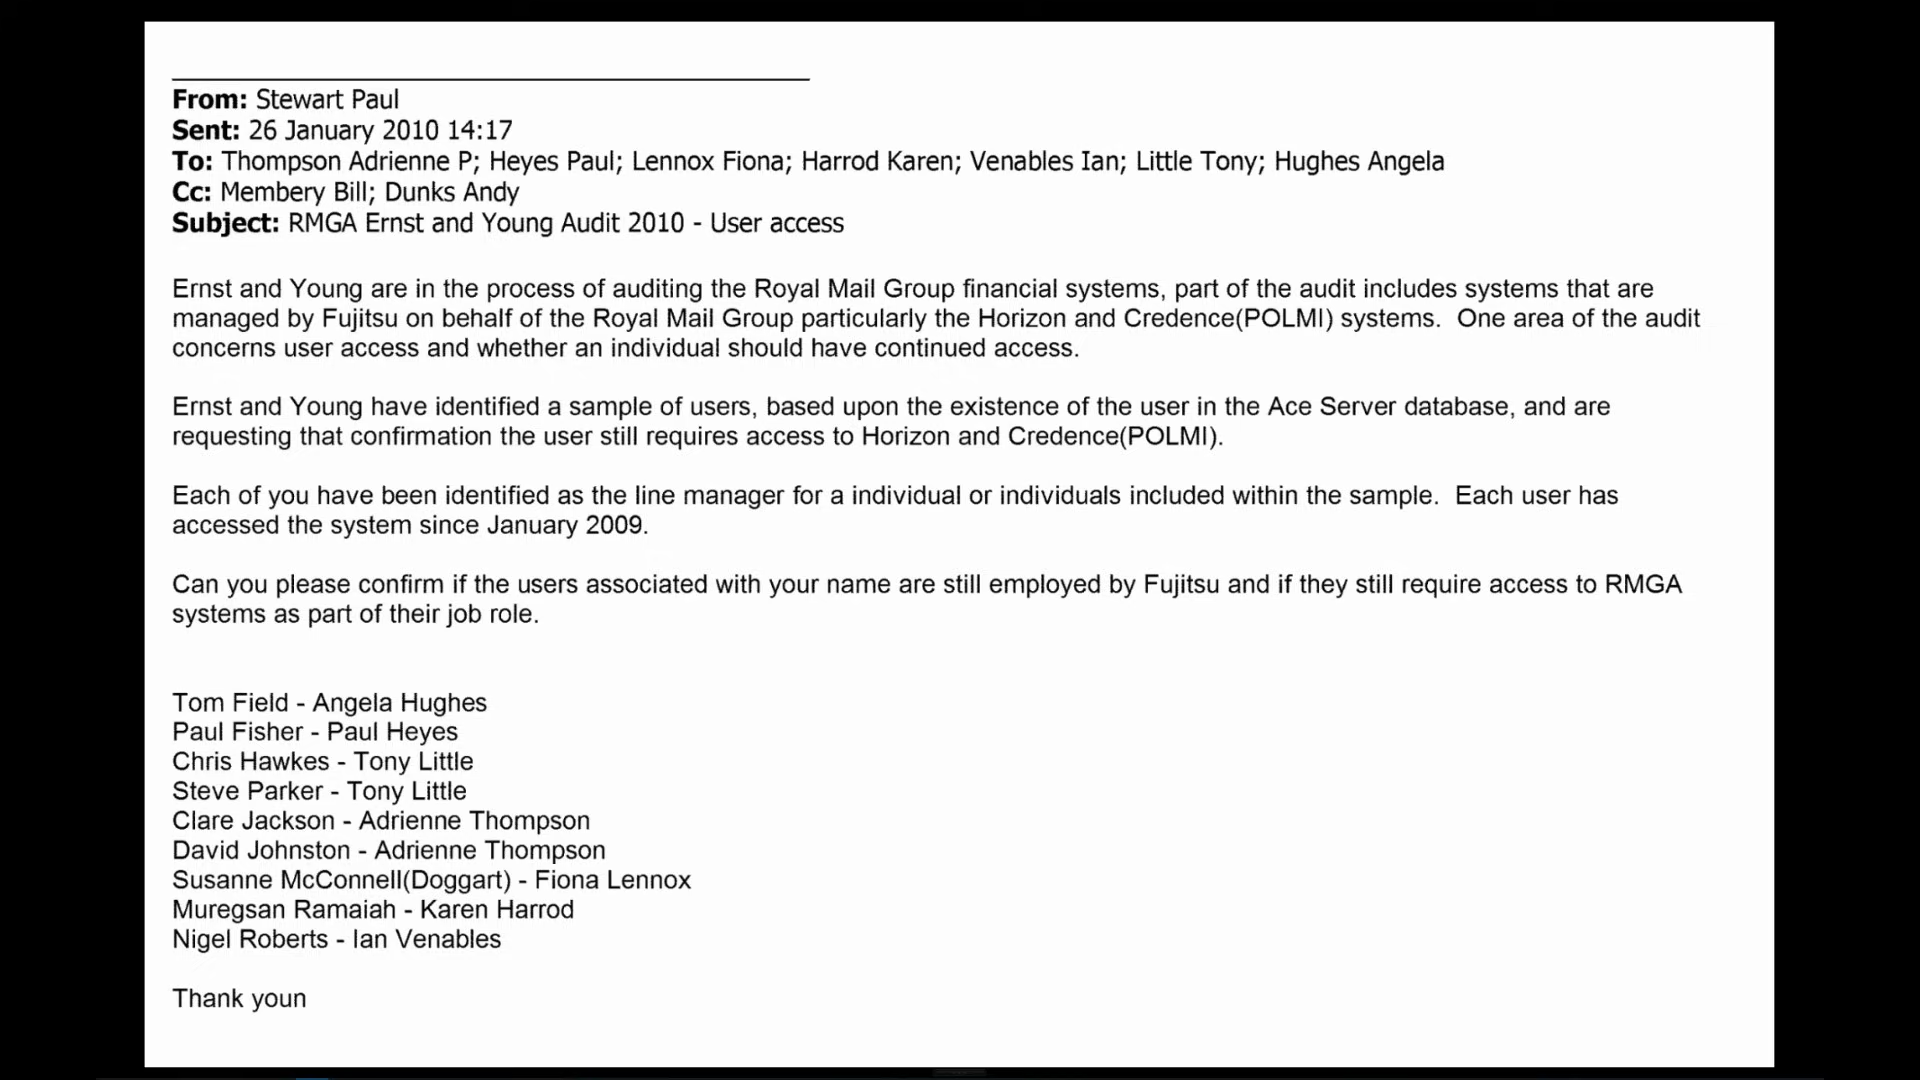 From: Stewart Paul
Sent: 26 January 2010 14:17
To: Thompson Adrienne P; Heyes Paul; Lennox Fiona; Harrod Karen; Venables Ian; Little Tony; Hughes Angela
Cc: Membery Bill; Dunks Andy
Subject: RMGA Ernst and Young Audit 2010 - User access
Ernst and Young are in the process of auditing the Royal Mail Group financial systems, part of the audit includes systems that are
managed by Fujitsu on behalf of the Royal Mail Group particularly the Horizon and Credence(POLMI) systems.  One area of the audit
concerns user access and whether an individual should have continued access.
Ernst and Young have identified a sample of users, based upon the existence of the user in the Ace Server database, and are
requesting that confirmation the user still requires access to Horizon and Credence(POLMI).
Each of you have been identified as the line manager for a individual or individuals included within the sample.  Each user has
accessed the system since January 2009.
Can you please confirm if the users associated with your name are still employed by Fujitsu and if they still require access to RMGA
systems as part of their job role.
Tom Field - Angela Hughes
Paul Fisher - Paul Heyes
Chris Hawkes - Tony Little
Steve Parker - Tony Little
Clare Jackson - Adrienne Thompson
David Johnston - Adrienne Thompson
Susanne McConnell(Doggart) - Fiona Lennox
Muregsan Ramaiah - Karen Harrod
Nigel Roberts - Ian Venables
Thank youn